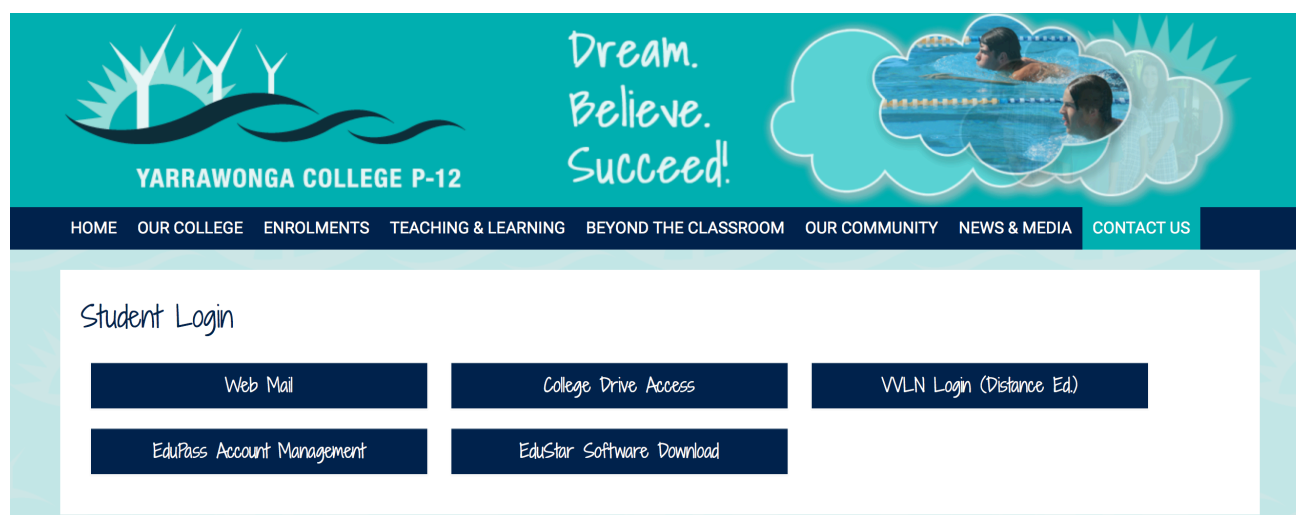 YARRAWONGA COLLEGE P-12
Dream.
Believe.
Succeed!
HOME OUR COLLEGE ENROLMENTS TEACHING & LEARNING BEYOND THE CLASSROOM OUR COMMUNITY NEWS & MEDIA CONTACT US
Student Login
Web Mail College Drive Access VVLN Login (Distance Ed.)
EduPass Account Management EduStar Software Download